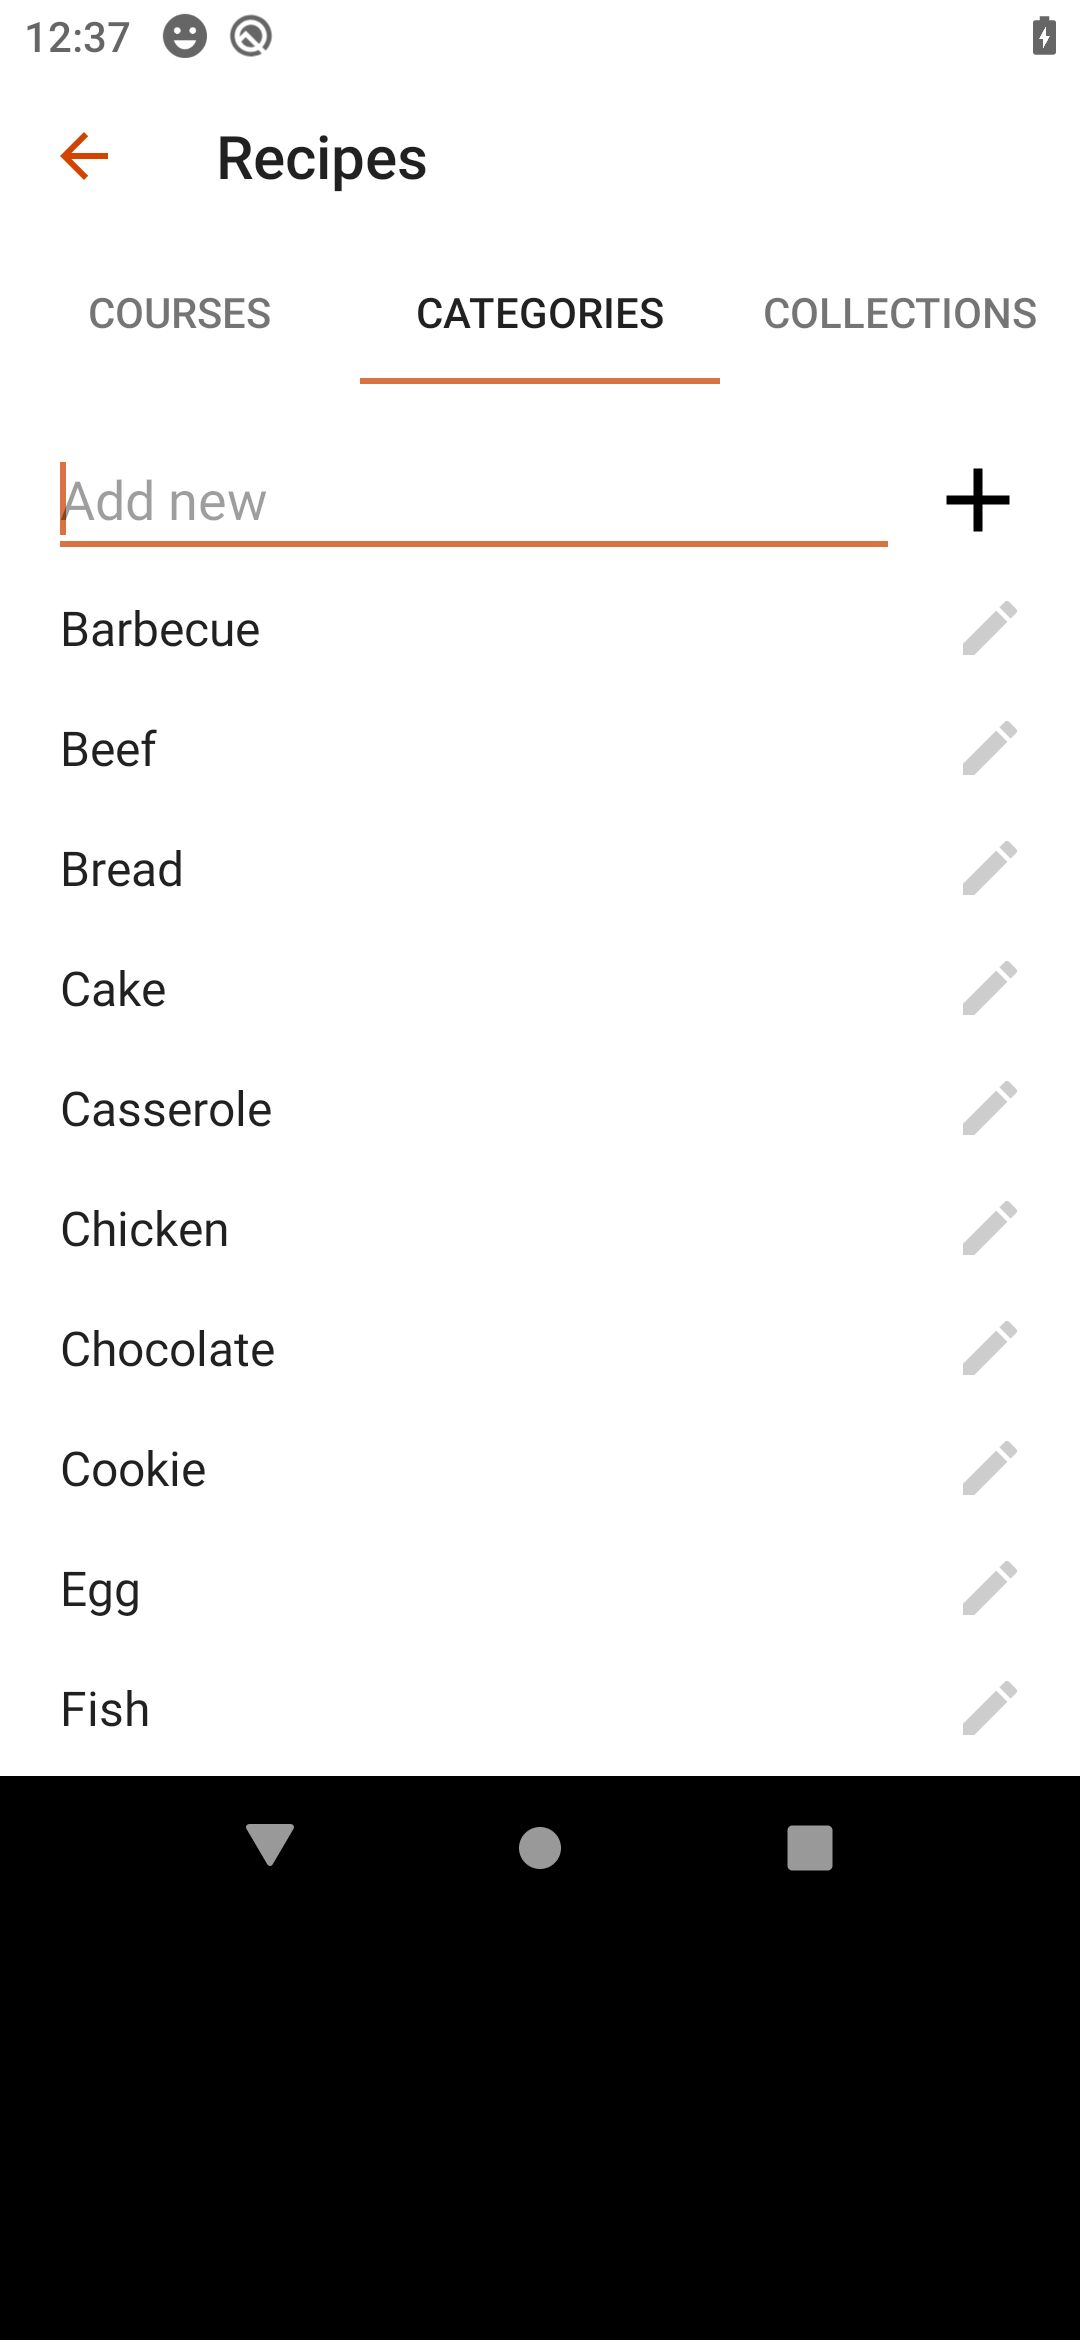 12:37
Recipes
COURSES
CATEGORIES
COLLECTIONS
Add new
Barbecue
Beef
Bread
Cake
Casserole
Chicken
Chocolate
Cookie
Egg
Fish